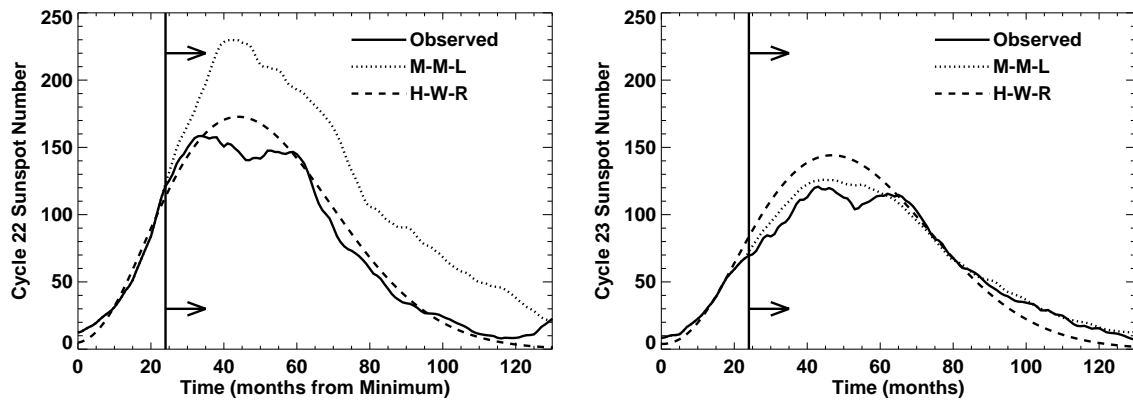 250
200
150
100
50
0
Cycle 22 Sunspot Number
Observed
M-M-L
H-W-R
0 20 40 60 80 100 120
Time (months from Minimum)
250
200
150
100
50
0
Cycle 23 Sunspot Number
Observed
M-M-L
H-W-R
0 20 40 60 80 100 120
Time (months)